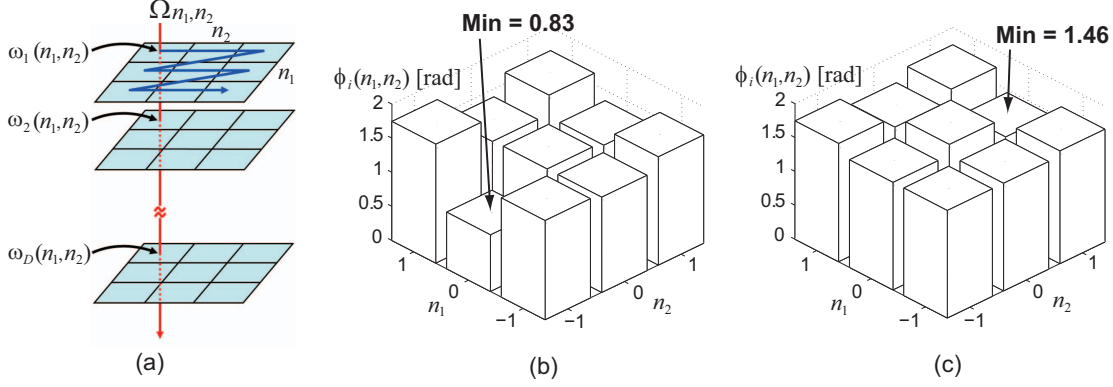 Ωn1,n2
ω1 (n1,n2)
n2
n1
ω2(n1,n2)
ωD(n1,n2)
(a)
Min = 0.83
ϕi(n1,n2) [rad]
2
1.5
1
0.5
0
1
0
−1
n1
−1
0
1
n2
(b)
Min = 1.46
ϕi(n1,n2) [rad]
2
1.5
1
0.5
0
1
0
−1
n1
−1
0
1
n2
(c)